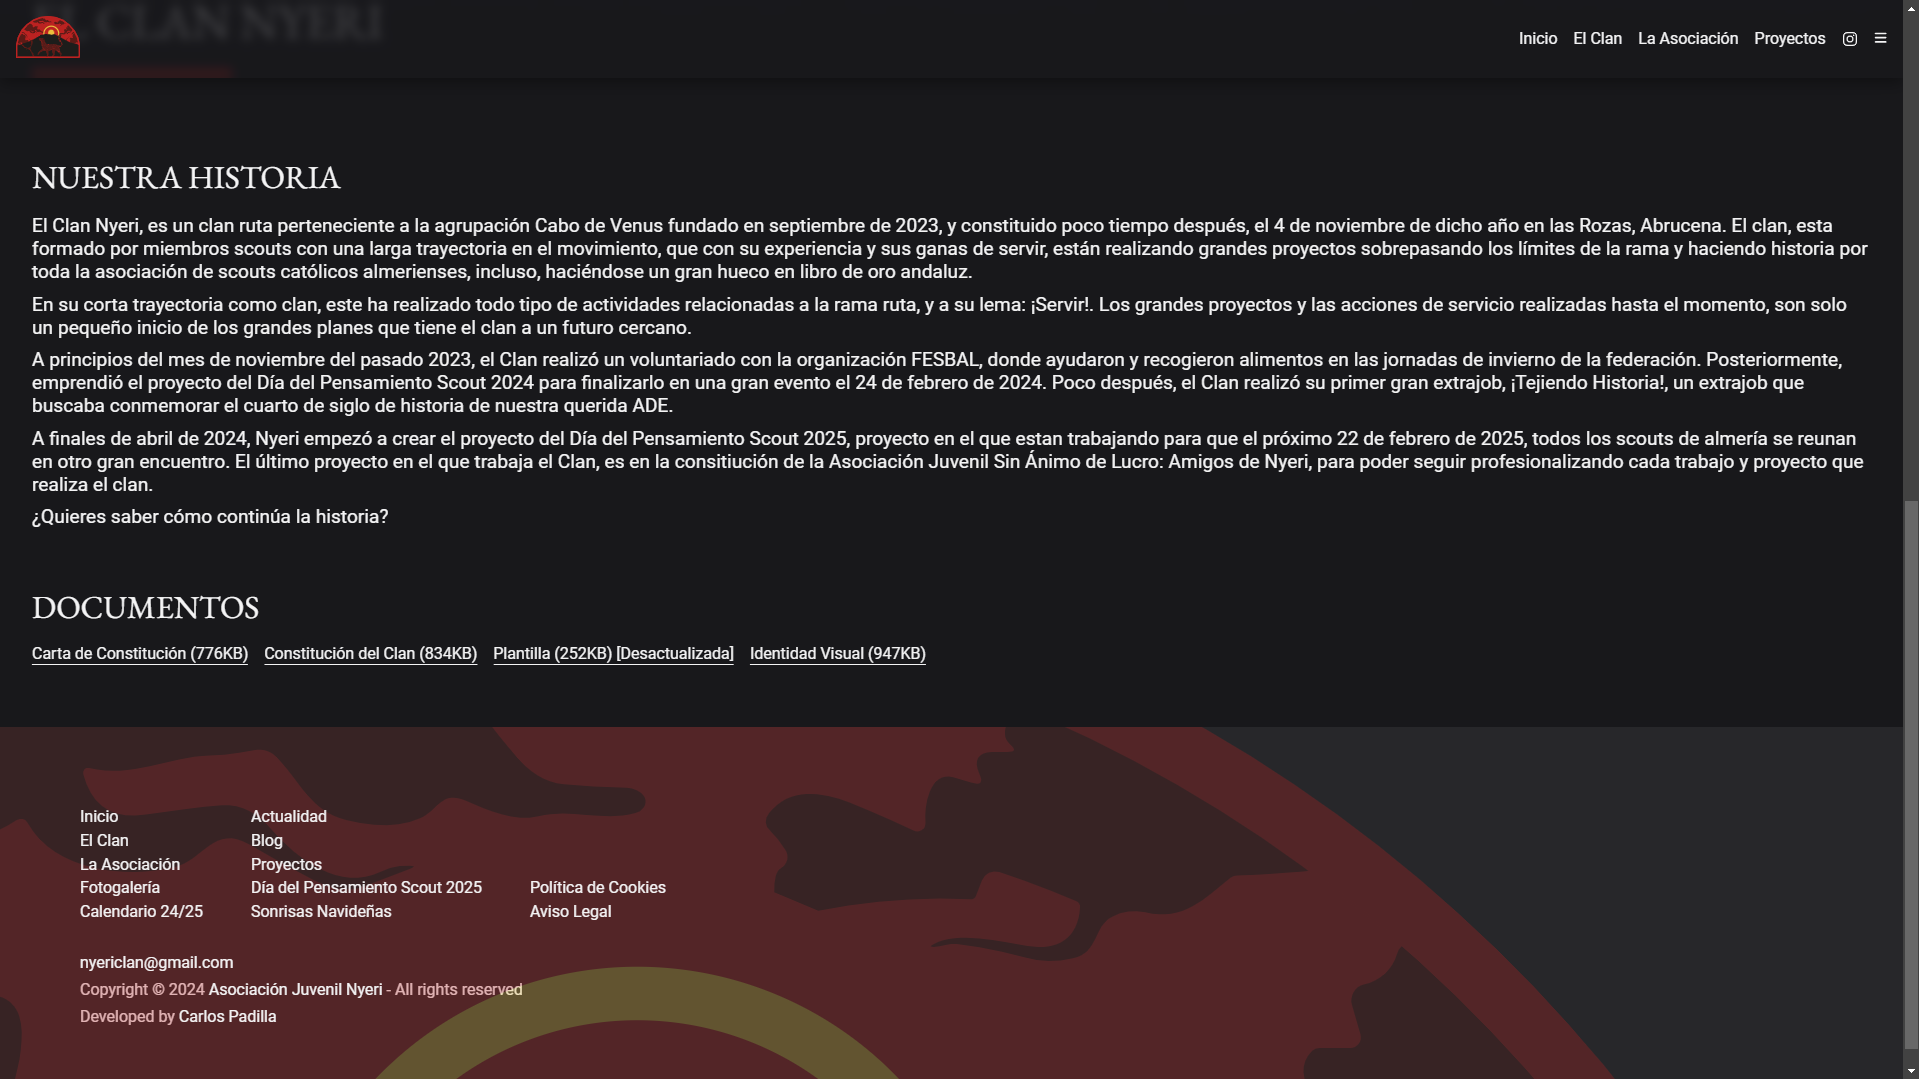 EL CLAN NYERI
Inicio El Clan La Asociación Proyectos
NUESTRA HISTORIA
El Clan Nyeri, es un clan ruta perteneciente a la agrupación Cabo de Venus fundado en septiembre de 2023, y constituido poco tiempo después, el 4 de noviembre de dicho año en las Rozas, Abrucena. El clan, esta
formado por miembros scouts con una larga trayectoria en el movimiento, que con su experiencia y sus ganas de servir, están realizando grandes proyectos sobrepasando los límites de la rama y haciendo historia por
toda la asociación de scouts católicos almerienses, incluso, haciéndose un gran hueco en libro de oro andaluz.
En su corta trayectoria como clan, este ha realizado todo tipo de actividades relacionadas a la rama ruta, y a su lema: ¡Servir!. Los grandes proyectos y las acciones de servicio realizadas hasta el momento, son solo
un pequeño inicio de los grandes planes que tiene el clan a un futuro cercano.
A principios del mes de noviembre del pasado 2023, el Clan realizó un voluntariado con la organización FESBAL, donde ayudaron y recogieron alimentos en las jornadas de invierno de la federación. Posteriormente,
emprendió el proyecto del Día del Pensamiento Scout 2024 para finalizarlo en una gran evento el 24 de febrero de 2024. Poco después, el Clan realizó su primer gran extrajob, ¡Tejiendo Historia!, un extrajob que
buscaba conmemorar el cuarto de siglo de historia de nuestra querida ADE.
A finales de abril de 2024, Nyeri empezó a crear el proyecto del Día del Pensamiento Scout 2025, proyecto en el que estan trabajando para que el próximo 22 de febrero de 2025, todos los scouts de almería se reunan
en otro gran encuentro. El último proyecto en el que trabaja el Clan, es en la consitiución de la Asociación Juvenil Sin Ánimo de Lucro: Amigos de Nyeri, para poder seguir profesionalizando cada trabajo y proyecto que
realiza el clan.
¿Quieres saber cómo continúa la historia?
DOCUMENTOS
Carta de Constitución (776KB) Constitución del Clan (834KB) Plantilla (252KB) [Desactualizada] Identidad Visual (947KB)
Inicio
El Clan
La Asociación
Fotogalería
Calendario 24/25
Actualidad
Blog
Proyectos
Día del Pensamiento Scout 2025
Sonrisas Navideñas
Política de Cookies
Aviso Legal
nyericlan@gmail.com
Copyright © 2024 Asociación Juvenil Nyeri - All rights reserved
Developed by Carlos Padilla